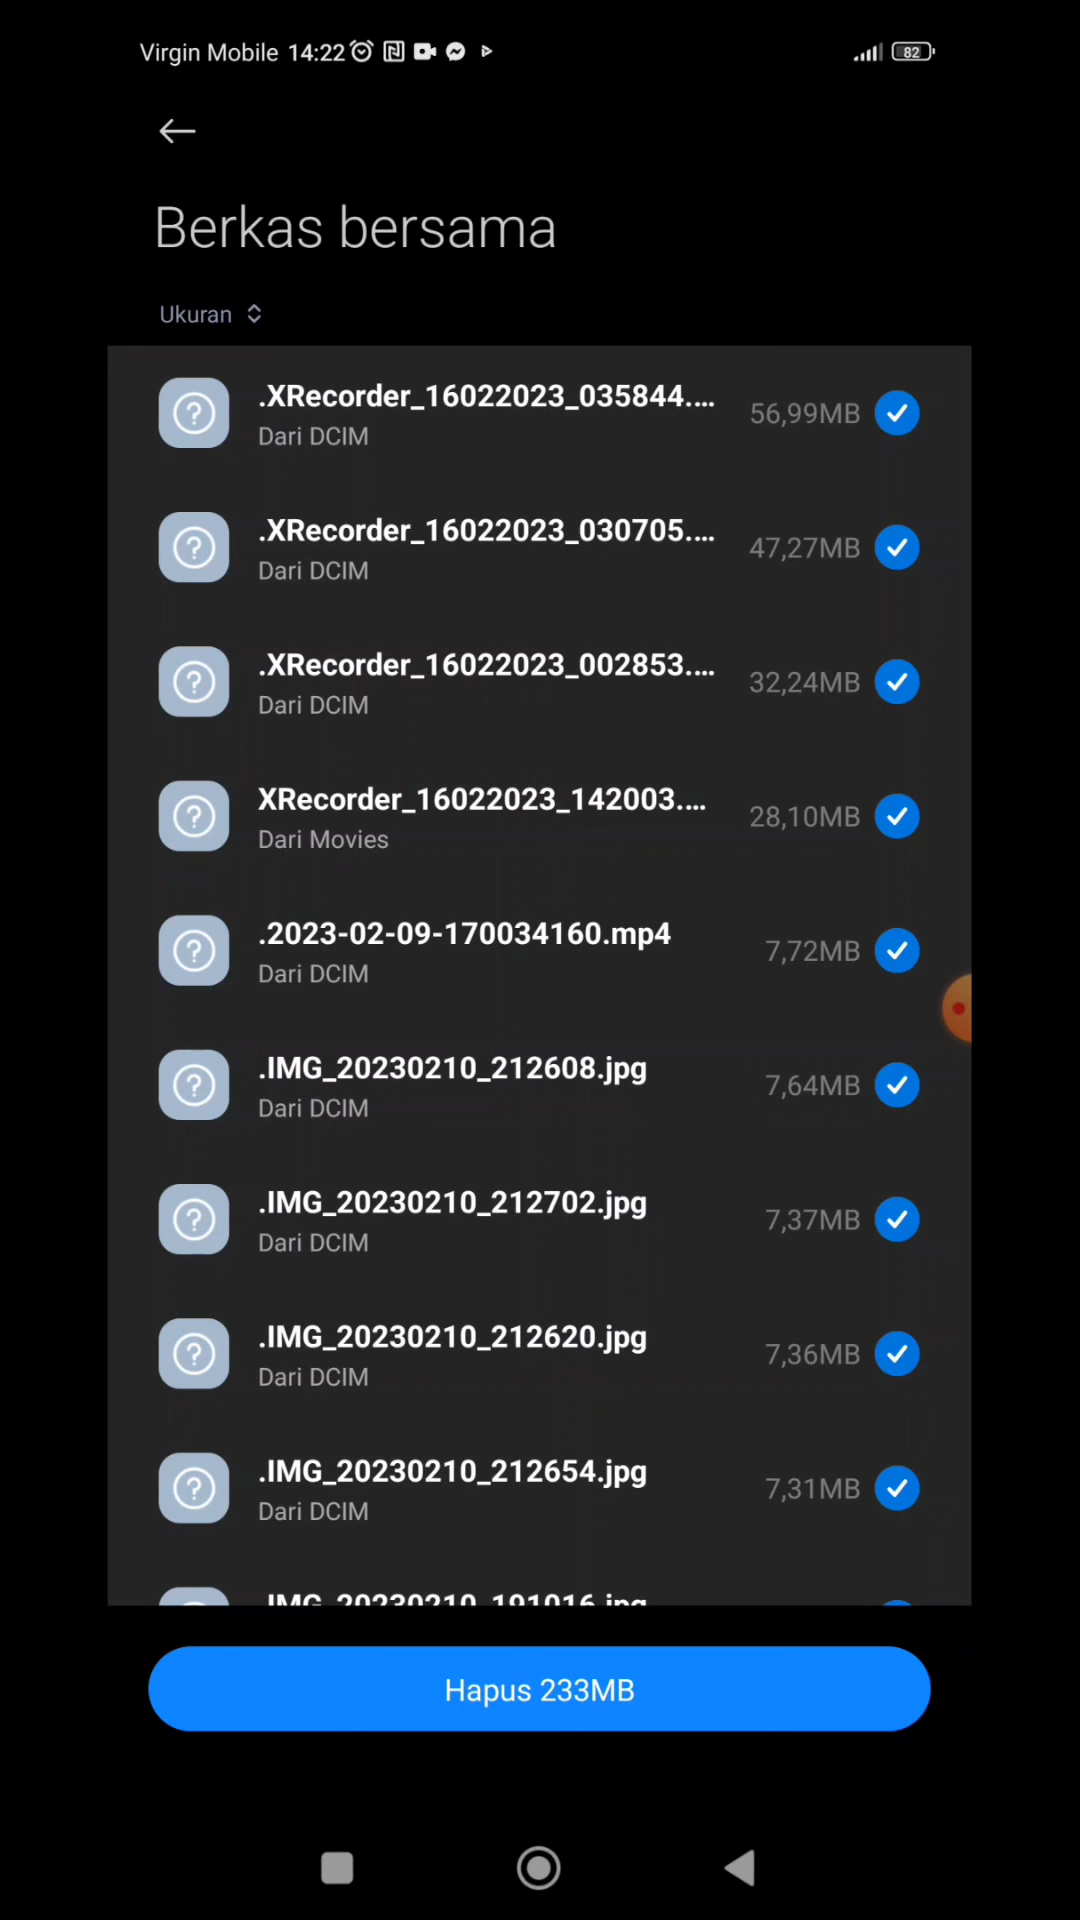 Virgin Mobile 14:22
82
Berkas bersama
Ukuran
.XRecorder_16022023_035844....
Dari DCIM
56,99MB
.XRecorder_16022023_030705....
Dari DCIM
47,27MB
.XRecorder_16022023_002853....
Dari DCIM
32,24MB
XRecorder_16022023_142003....
Dari Movies
28,10MB
.2023-02-09-170034160.mp4
Dari DCIM
7,72MB
.IMG_20230210_212608.jpg
Dari DCIM
7,64MB
.IMG_20230210_212702.jpg
Dari DCIM
7,37MB
.IMG_20230210_212620.jpg
Dari DCIM
7,36MB
.IMG_20230210_212654.jpg
Dari DCIM
7,31MB
.IMG_20230210_191016.jpg
Hapus 233MB